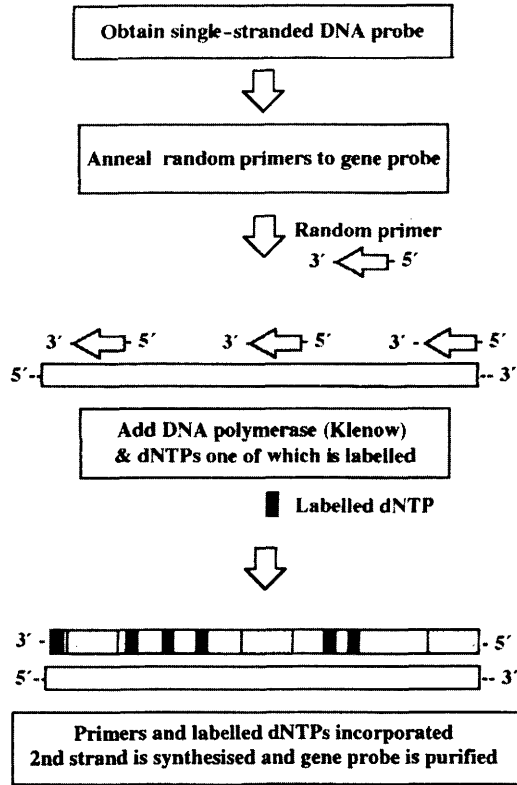 Obtain single-stranded DNA probe
Anneal random primers to gene probe
Random primer
3´ 5´
3´ 5´ 3´ 5´ 3´ 5´
5´ 3´
Add DNA polymerase (Klenow)
& dNTPs one of which is labelled
Labelled dNTP
3´ 5´
5´ 3´
Primers and labelled dNTPs incorporated
2nd strand is synthesised and gene probe is purified